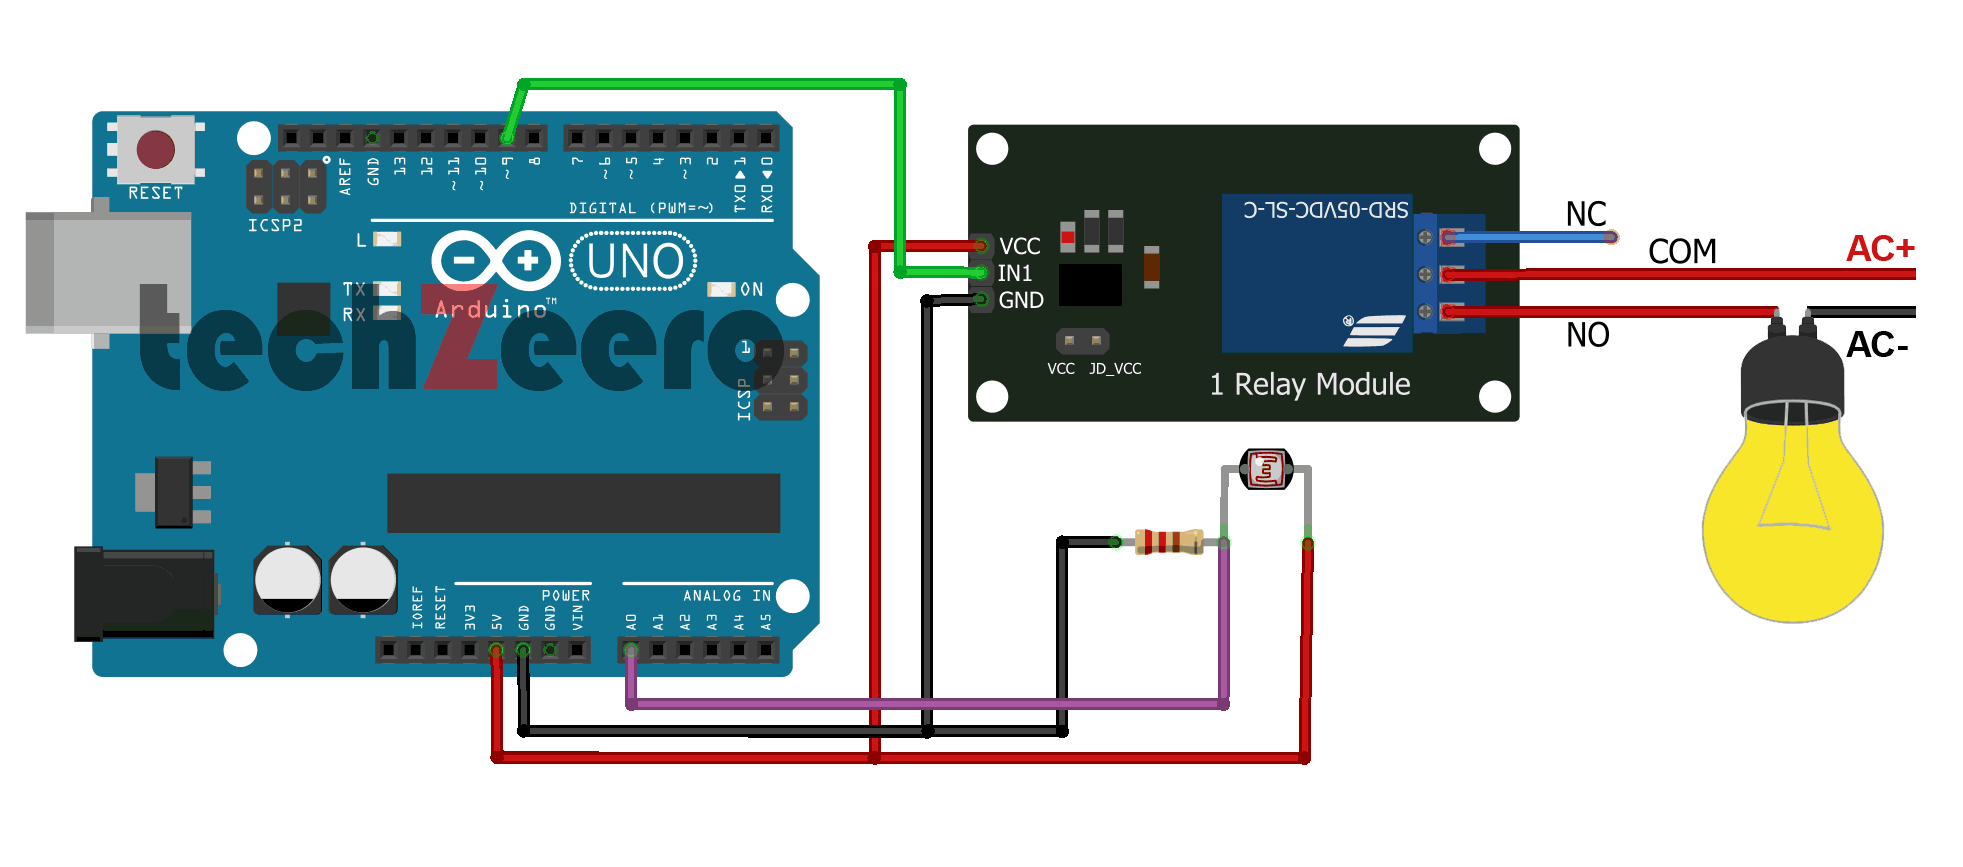 RESET
ICSP2
AREF
GND
13
12
~11
~10
~9
8
7
~6
~5
4
~3
2
TX0 ▶ 1
RX0 ◀ 0
DIGITAL (PWM=~)
L
TX
RX
UNO
ON
Arduino™
techZeero
1
ICSP
IOREF
RESET
3V3
5V
GND
GND
VIN
POWER
ANALOG IN
A0
A1
A2
A3
A4
A5
VCC
IN1
GND
VCC JD_VCC
SRD-05VDC-SL-C
®
1 Relay Module
NC
COM
NO
AC+
AC-